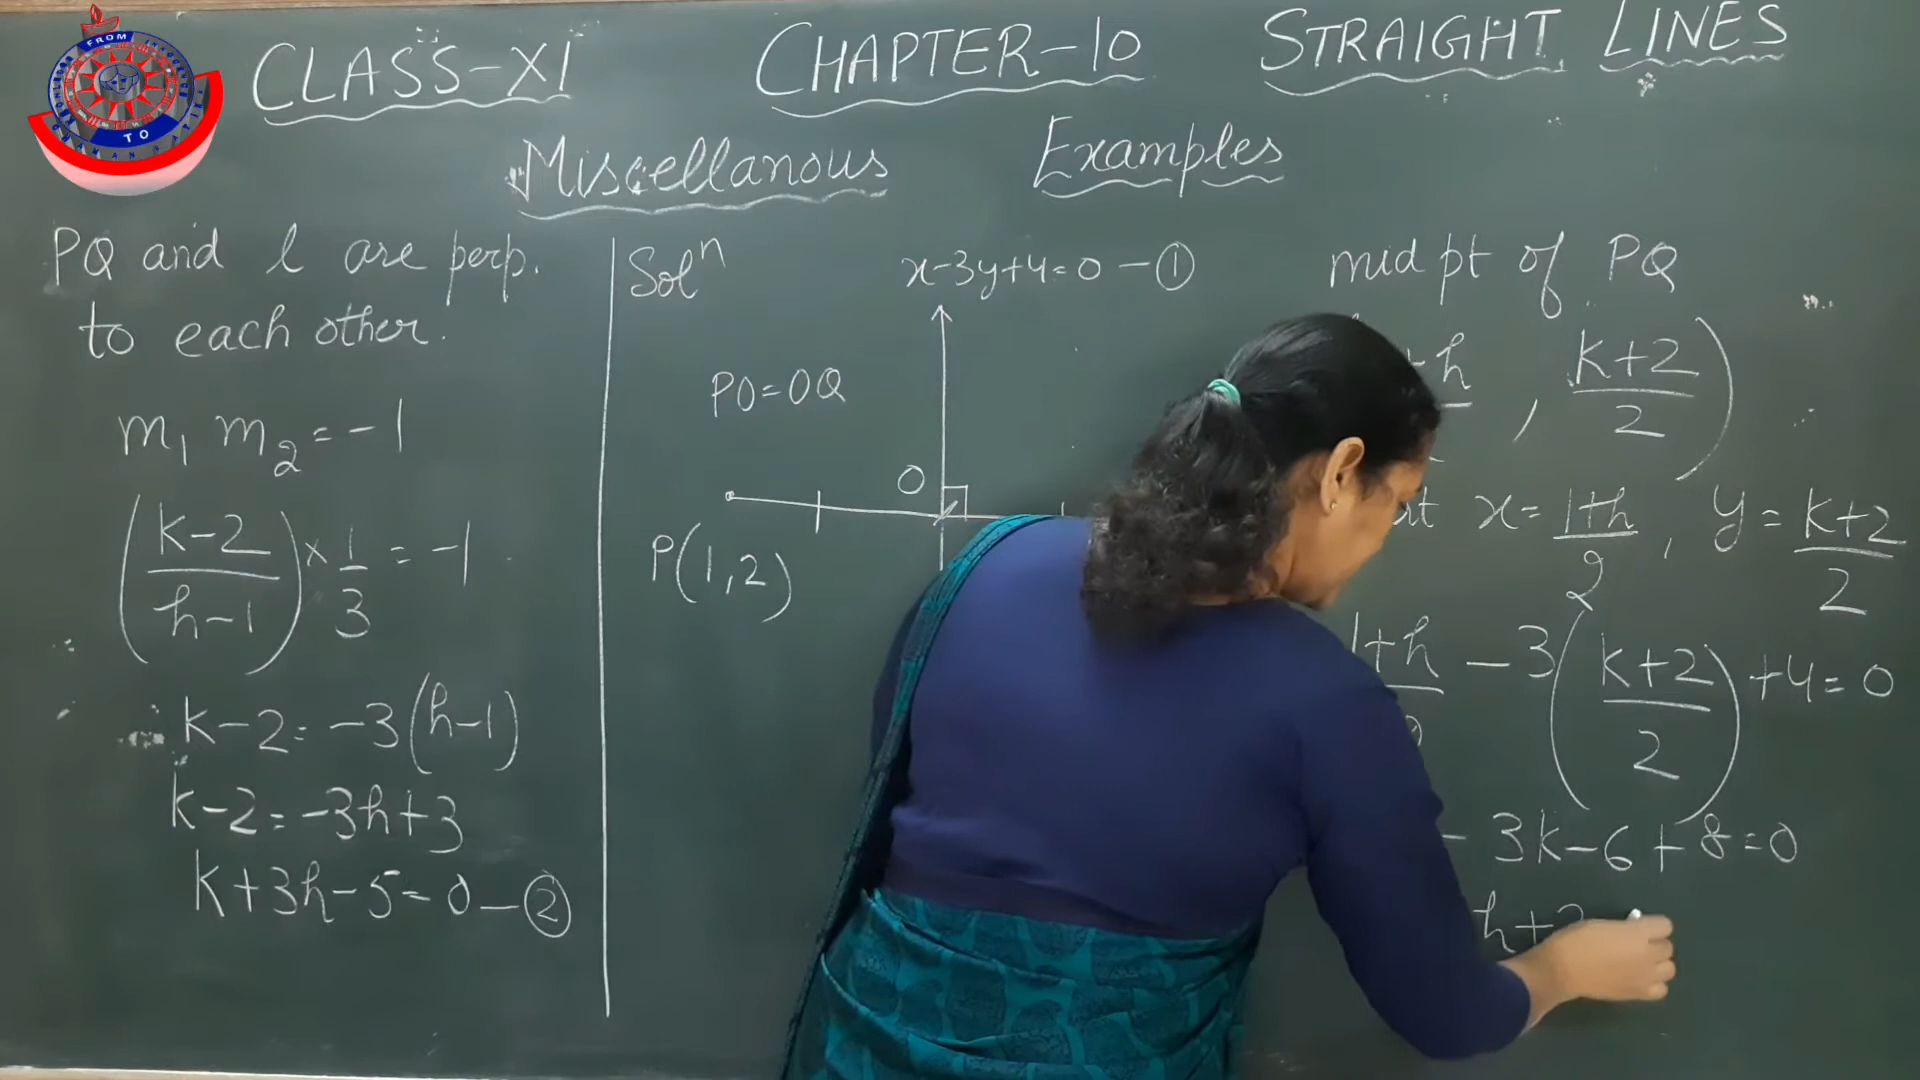 CLASS-XI CHAPTER-10 STRAIGHT LINES
Miscellanous Examples
FROM
TO
PQ and l are perp.
to each other.
m₁ m₂ = -1
(k-2/h-1) × 1/3 = -1
k-2 = -3(h-1)
k-2 = -3h+3
k+3h-5=0 - ②
Solⁿ
x-3y+4=0 - ①
PO=OQ
O
P(1,2)
mid pt of PQ
h , k+2/2)
x = 1+h/2 , y = k+2/2
1+h - 3(k+2/2) +4=0
- 3k-6+8=0
h+